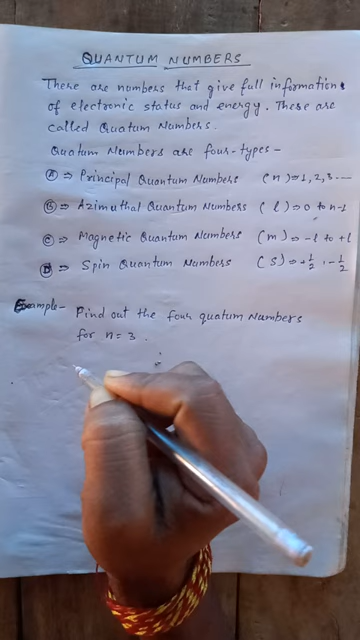 QUANTUM NUMBERS
There are numbers that give full information
of electronic status and energy. These are
called Quatum Numbers.
Quatum Numbers are four-types -
Ⓐ ⇒ Principal Quantum Numbers (n) ⇒ 1, 2, 3 ----
Ⓑ ⇒ Azimuthal Quantum Numbers (l) ⇒ 0 to n-1
Ⓒ ⇒ Magnetic Quantum Numbers (m) ⇒ -l to +l
Ⓓ ⇒ Spin Quantum Numbers (S) ⇒ +1/2, -1/2
Example - Find out the four quatum Numbers
for n = 3.